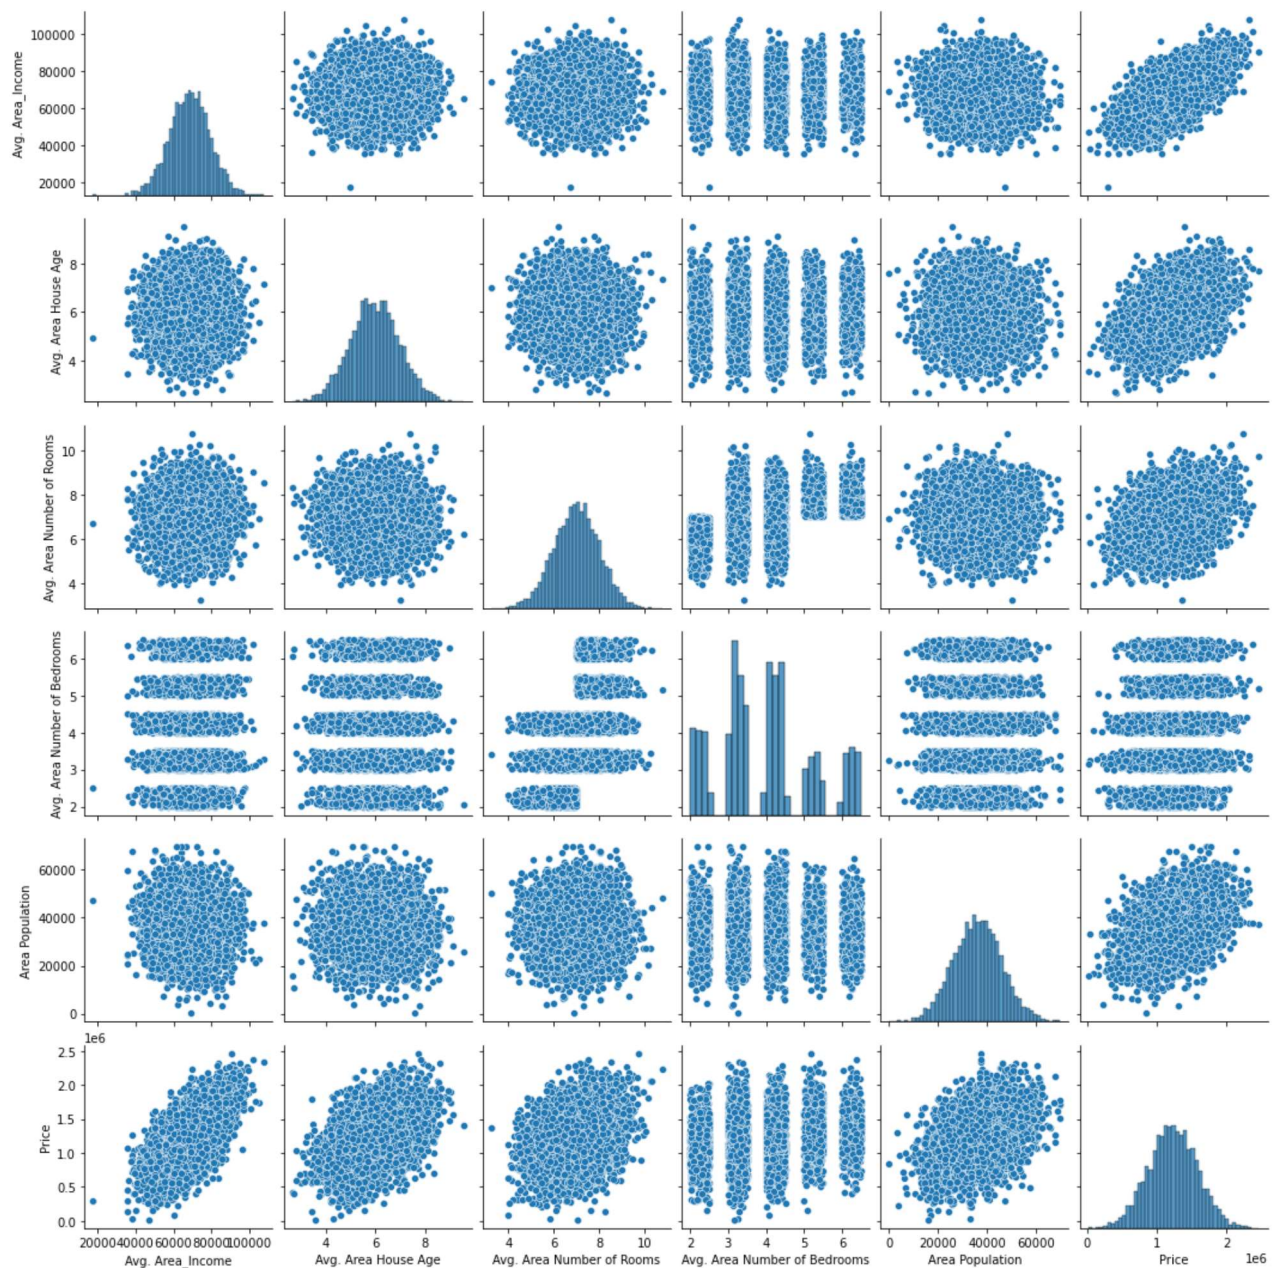 Avg. Area_Income
100000
80000
60000
40000
20000
Avg. Area House Age
8
6
4
Avg. Area Number of Rooms
10
8
6
4
Avg. Area Number of Bedrooms
6
5
4
3
2
Area Population
60000
40000
20000
0
1e6
Price
2.5
2.0
1.5
1.0
0.5
0.0
20000 40000 60000 80000 100000
Avg. Area_Income
4 6 8
Avg. Area House Age
4 6 8 10
Avg. Area Number of Rooms
2 3 4 5 6
Avg. Area Number of Bedrooms
0 20000 40000 60000
Area Population
0 1 2
Price
1e6